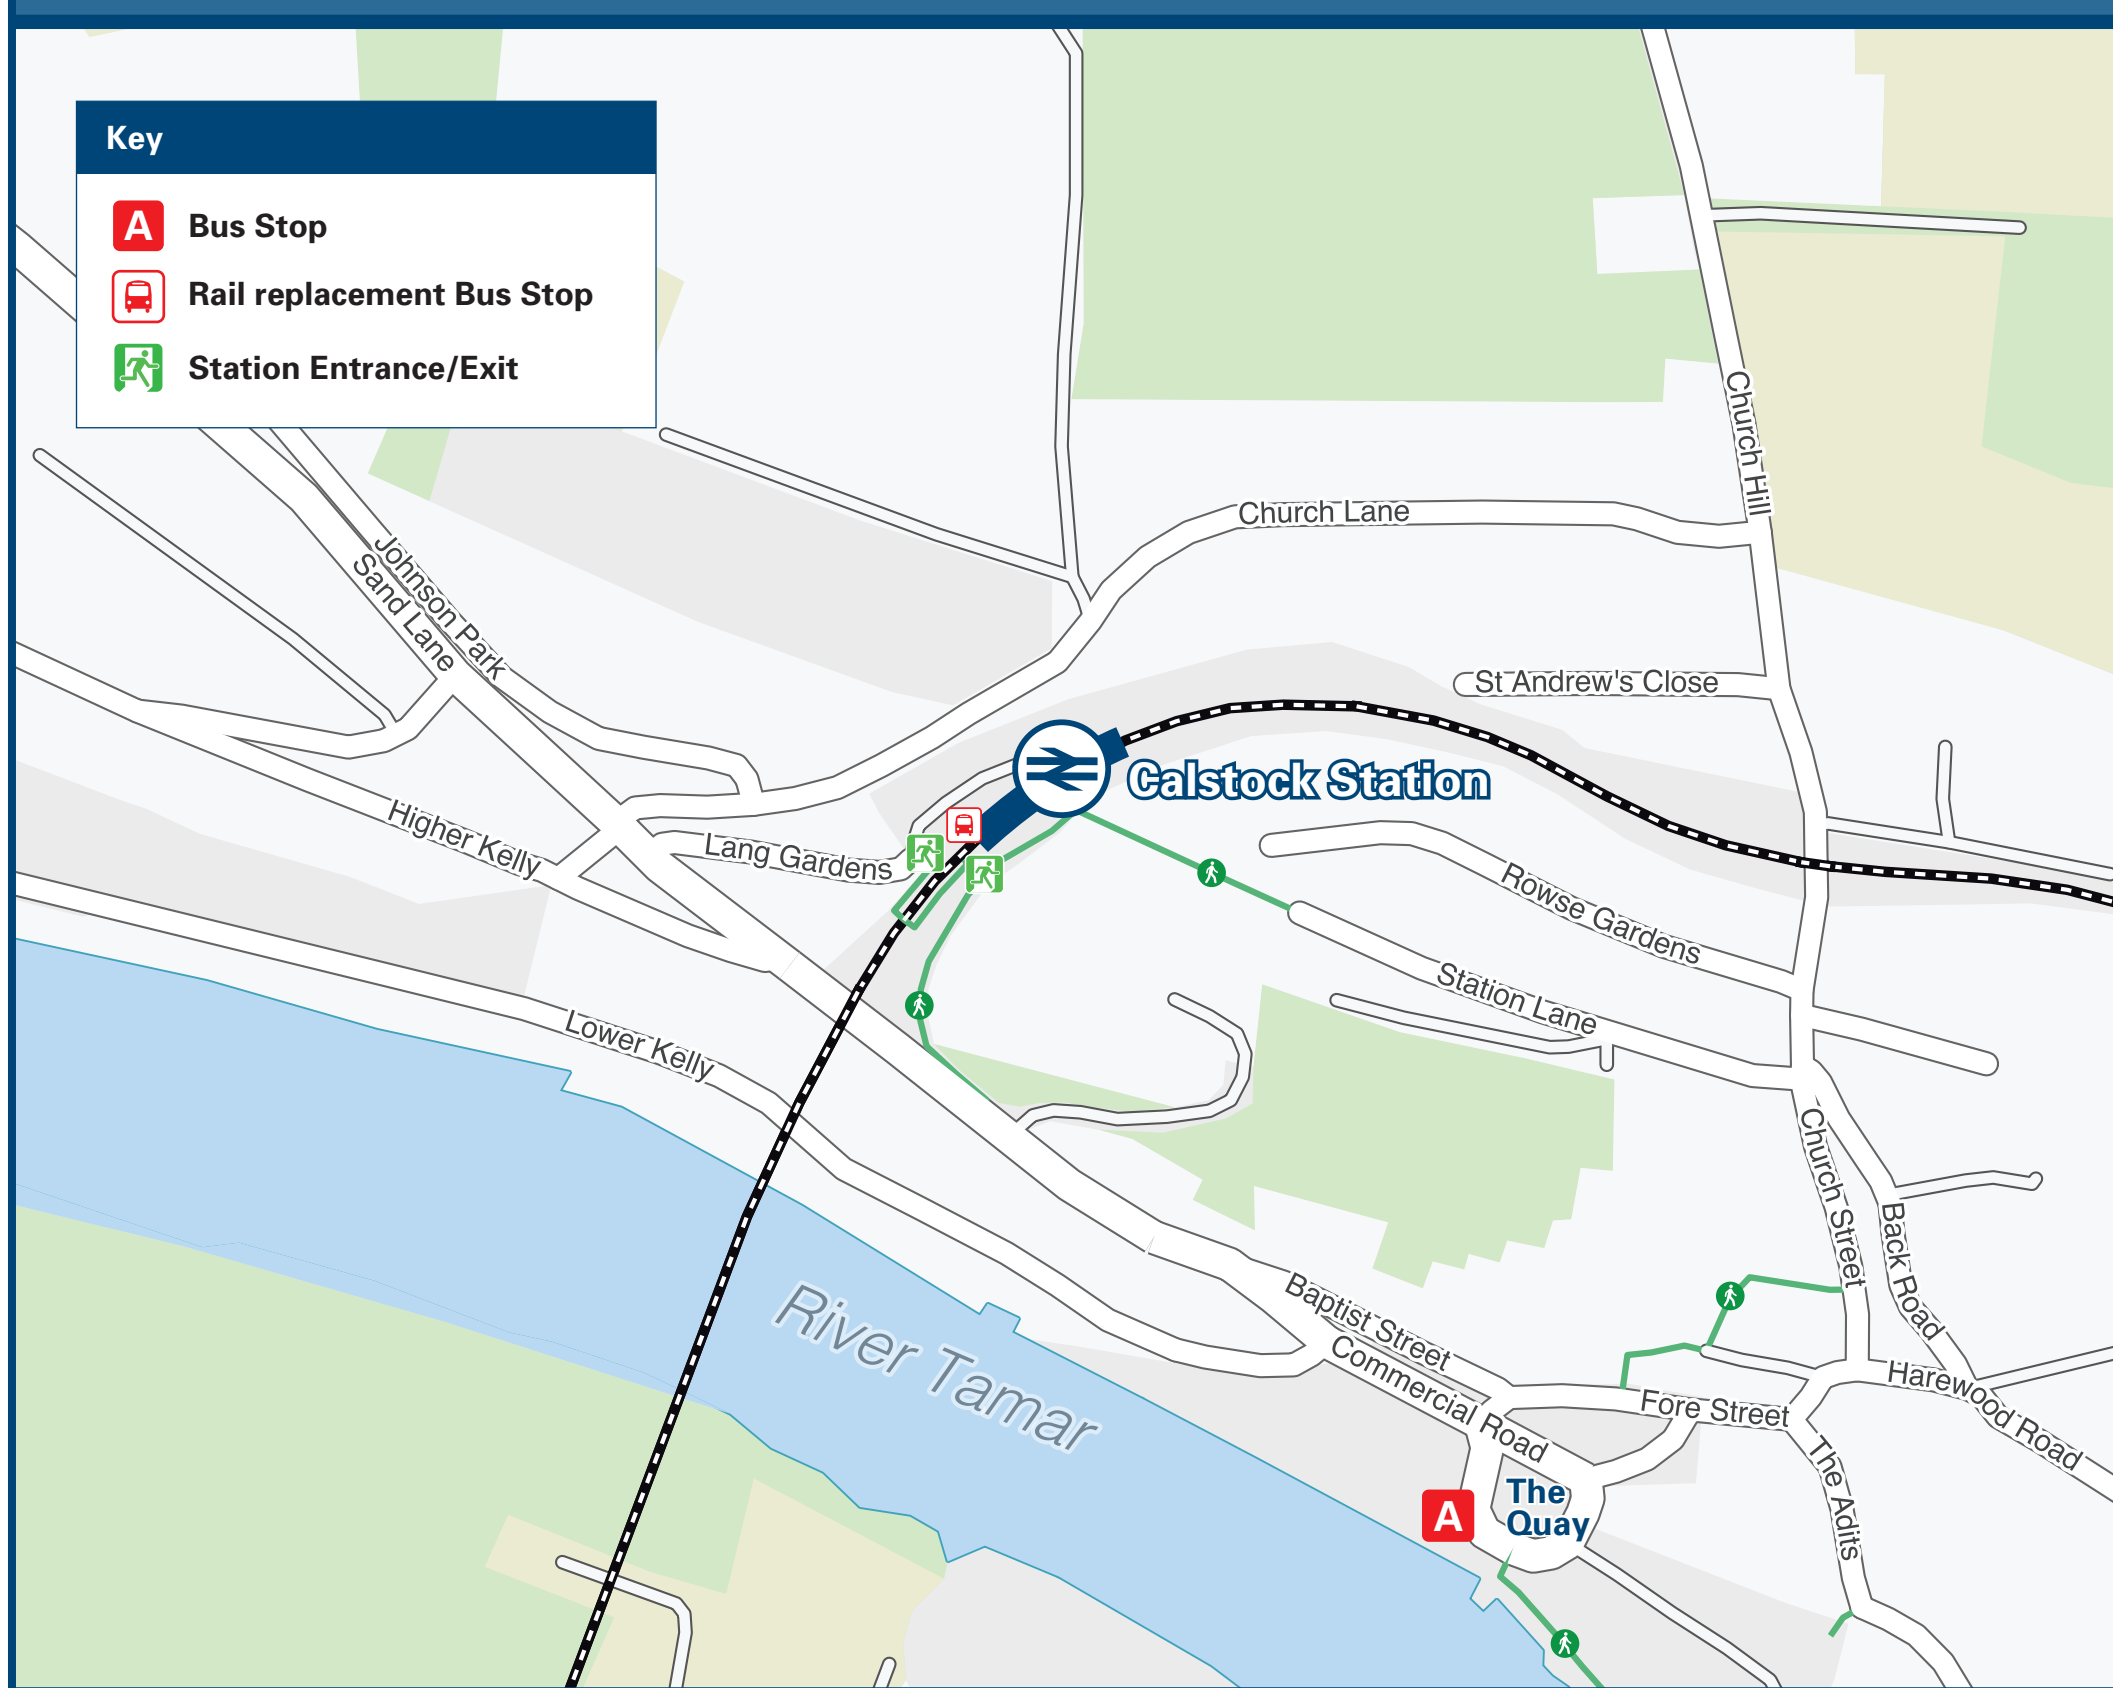 Key
A
Bus Stop
Rail replacement Bus Stop
Station Entrance/Exit
Church Hill
Church Lane
Johnson Park
Sand Lane
St Andrew's Close
Calstock Station
Higher Kelly
Lang Gardens
Rowse Gardens
Station Lane
Lower Kelly
Church Street
Back Road
River Tamar
Baptist Street
Commercial Road
Fore Street
Harewood Road
The Adits
A
The
Quay